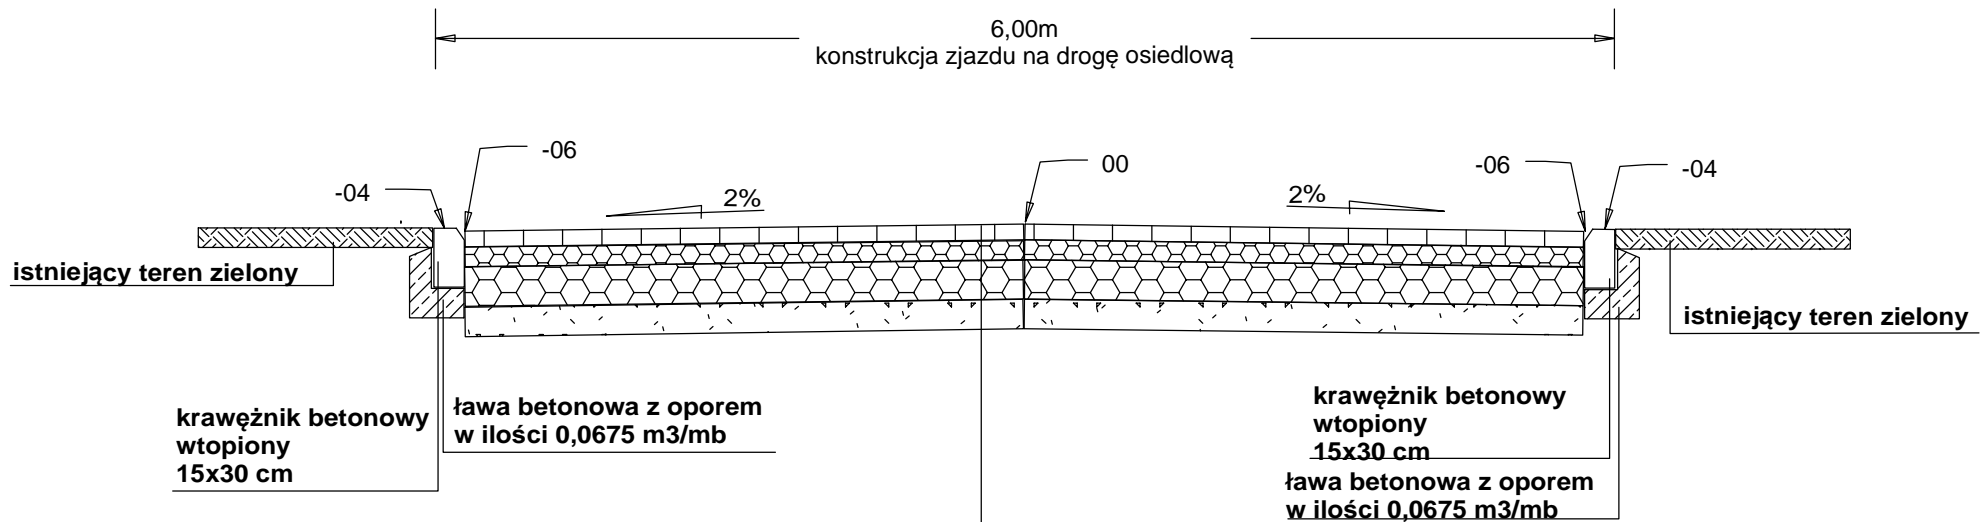 6,00m
konstrukcja zjazdu na drogę osiedlową
-06
00
-06
-04
-04
2%
2%
istniejący teren zielony
istniejący teren zielony
krawężnik betonowy
wtopiony
15x30 cm
ława betonowa z oporem
w ilości 0,0675 m3/mb
krawężnik betonowy
wtopiony
15x30 cm
ława betonowa z oporem
w ilości 0,0675 m3/mb